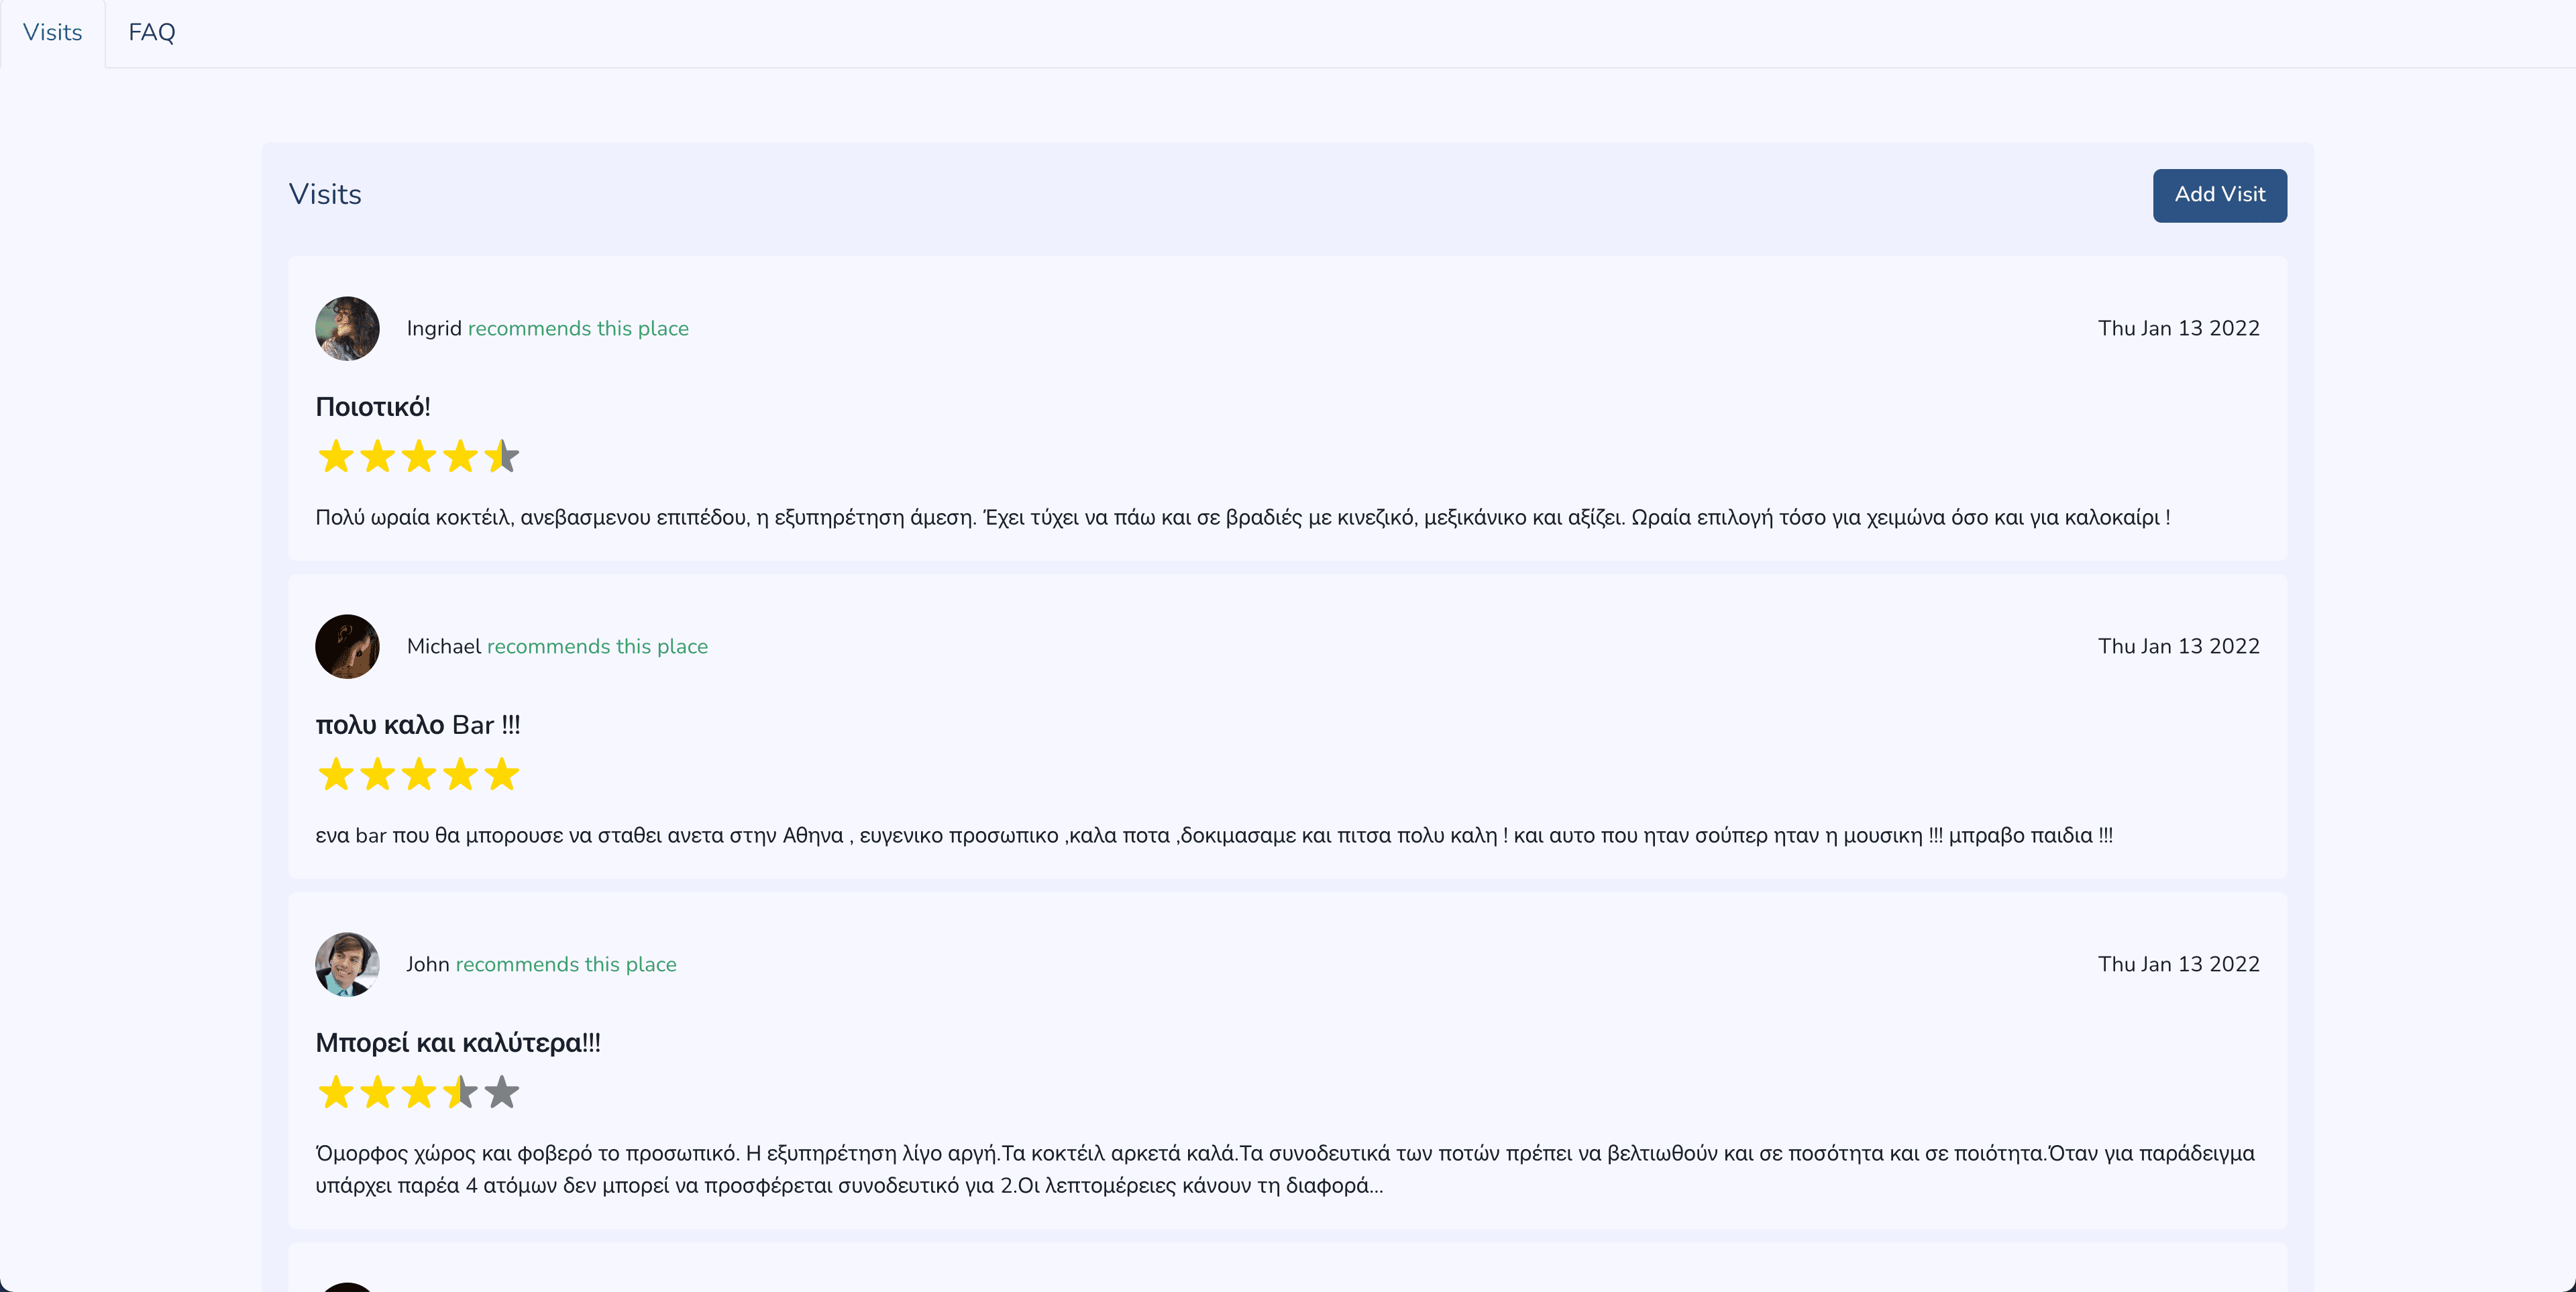 Visits
FAQ
Visits
Add Visit
Ingrid recommends this place
Thu Jan 13 2022
Ποιοτικό!
Πολύ ωραία κοκτέιλ, ανεβασμενου επιπέδου, η εξυπηρέτηση άμεση. Έχει τύχει να πάω και σε βραδιές με κινεζικό, μεξικάνικο και αξίζει. Ωραία επιλογή τόσο για χειμώνα όσο και για καλοκαίρι !
Michael recommends this place
Thu Jan 13 2022
πολυ καλο Bar !!!
ενα bar που θα μπορουσε να σταθει ανετα στην Αθηνα , ευγενικο προσωπικο ,καλα ποτα ,δοκιμασαμε και πιτσα πολυ καλη ! και αυτο που ηταν σούπερ ηταν η μουσικη !!! μπραβο παιδια !!!
John recommends this place
Thu Jan 13 2022
Μπορεί και καλύτερα!!!
Όμορφος χώρος και φοβερό το προσωπικό. Η εξυπηρέτηση λίγο αργή.Τα κοκτέιλ αρκετά καλά.Τα συνοδευτικά των ποτών πρέπει να βελτιωθούν και σε ποσότητα και σε ποιότητα.Όταν για παράδειγμα
υπάρχει παρέα 4 ατόμων δεν μπορεί να προσφέρεται συνοδευτικό για 2.Οι λεπτομέρειες κάνουν τη διαφορά...